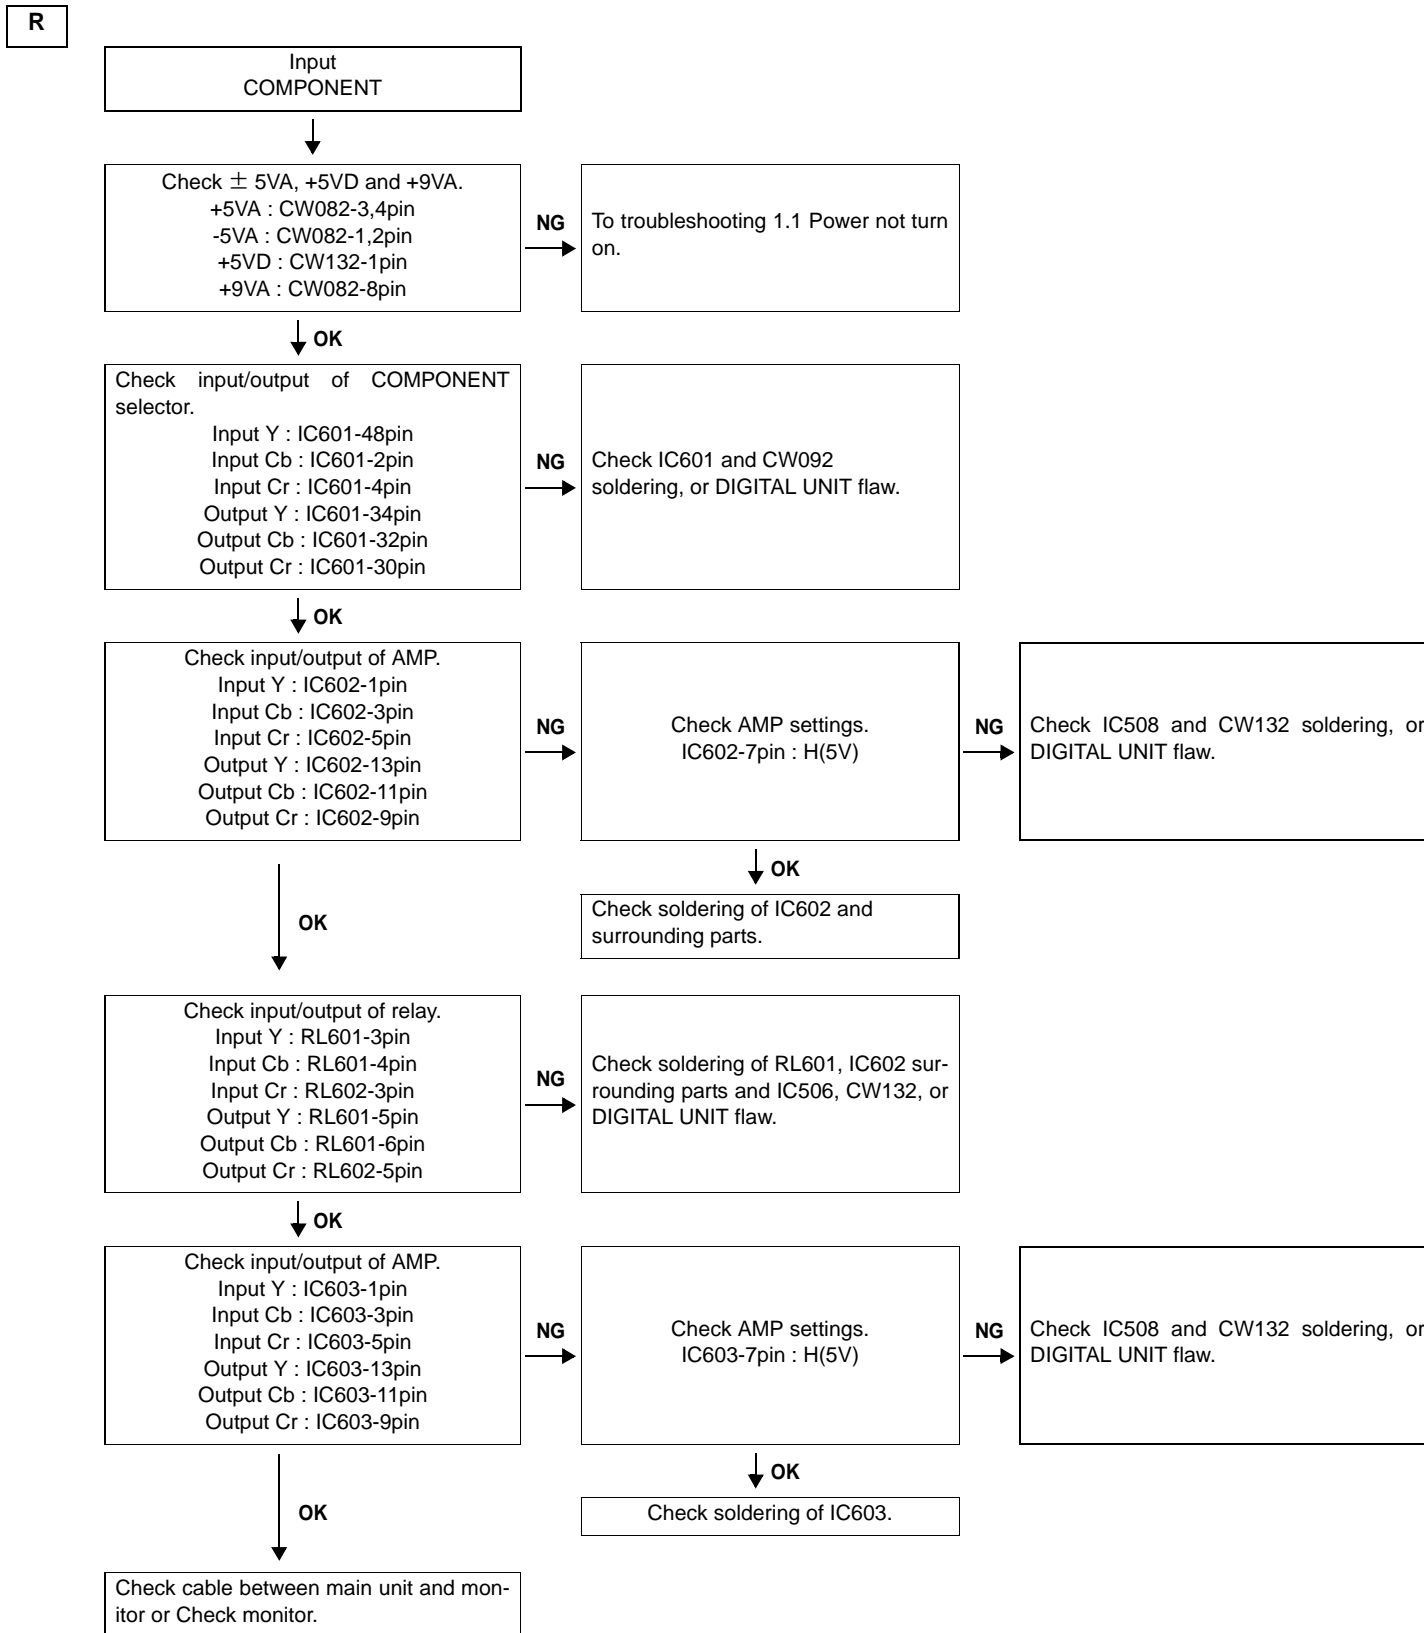 R
Input
COMPONENT
Check ± 5VA, +5VD and +9VA.
+5VA : CW082-3,4pin
-5VA : CW082-1,2pin
+5VD : CW132-1pin
+9VA : CW082-8pin
NG
To troubleshooting 1.1 Power not turn
on.
OK
Check input/output of COMPONENT
selector.
Input Y : IC601-48pin
Input Cb : IC601-2pin
Input Cr : IC601-4pin
Output Y : IC601-34pin
Output Cb : IC601-32pin
Output Cr : IC601-30pin
NG
Check IC601 and CW092
soldering, or DIGITAL UNIT flaw.
OK
Check input/output of AMP.
Input Y : IC602-1pin
Input Cb : IC602-3pin
Input Cr : IC602-5pin
Output Y : IC602-13pin
Output Cb : IC602-11pin
Output Cr : IC602-9pin
NG
Check AMP settings.
IC602-7pin : H(5V)
NG
Check IC508 and CW132 soldering, or
DIGITAL UNIT flaw.
OK
Check soldering of IC602 and
surrounding parts.
OK
Check input/output of relay.
Input Y : RL601-3pin
Input Cb : RL601-4pin
Input Cr : RL602-3pin
Output Y : RL601-5pin
Output Cb : RL601-6pin
Output Cr : RL602-5pin
NG
Check soldering of RL601, IC602 sur-
rounding parts and IC506, CW132, or
DIGITAL UNIT flaw.
OK
Check input/output of AMP.
Input Y : IC603-1pin
Input Cb : IC603-3pin
Input Cr : IC603-5pin
Output Y : IC603-13pin
Output Cb : IC603-11pin
Output Cr : IC603-9pin
NG
Check AMP settings.
IC603-7pin : H(5V)
NG
Check IC508 and CW132 soldering, or
DIGITAL UNIT flaw.
OK
Check soldering of IC603.
OK
Check cable between main unit and mon-
itor or Check monitor.